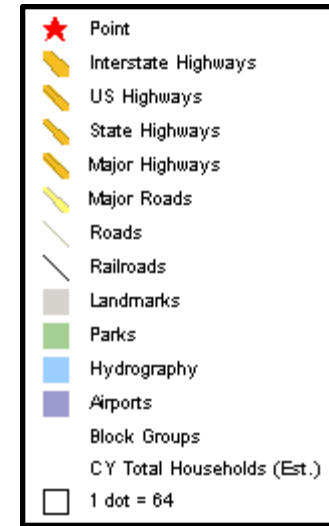 Point
Interstate Highways
US Highways
State Highways
Major Highways
Major Roads
Roads
Railroads
Landmarks
Parks
Hydrography
Airports
Block Groups
CY Total Households (Est.)
1 dot = 64